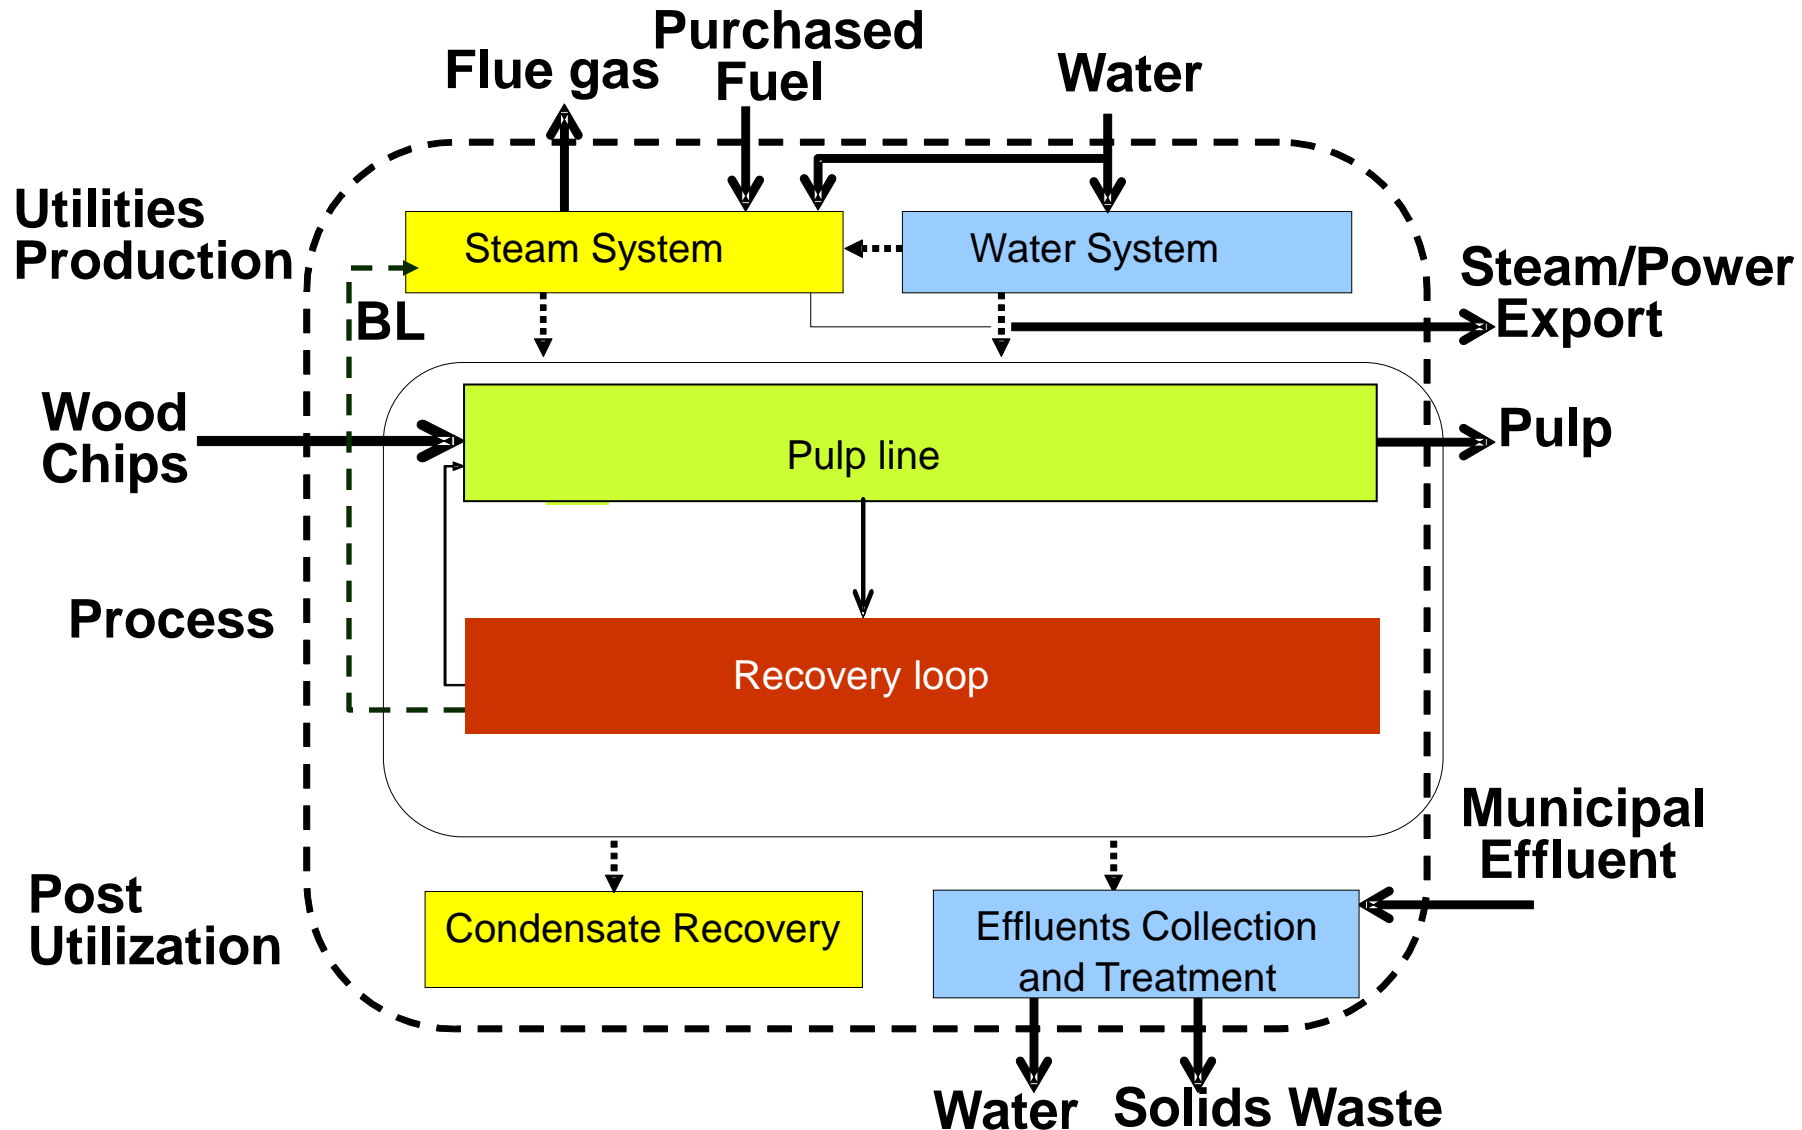 Purchased
Fuel
Flue gas
Water
Utilities
Production
Steam System
Water System
Steam/Power
Export
BL
Wood
Chips
Pulp line
Pulp
Process
Recovery loop
Municipal
Effluent
Post
Utilization
Condensate Recovery
Effluents Collection
and Treatment
Water
Solids Waste